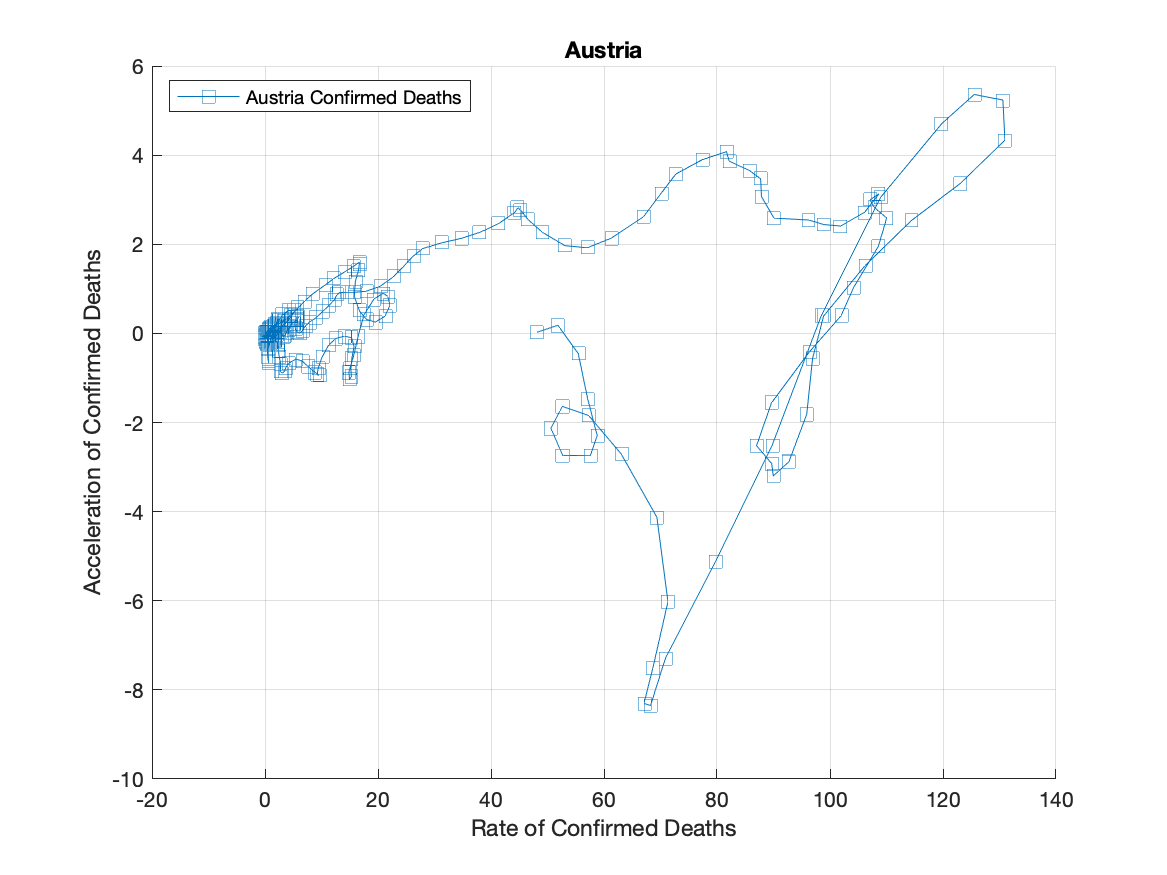 Austria
Austria Confirmed Deaths
6
4
2
0
-2
-4
-6
-8
-10
Acceleration of Confirmed Deaths
-20 0 20 40 60 80 100 120 140
Rate of Confirmed Deaths